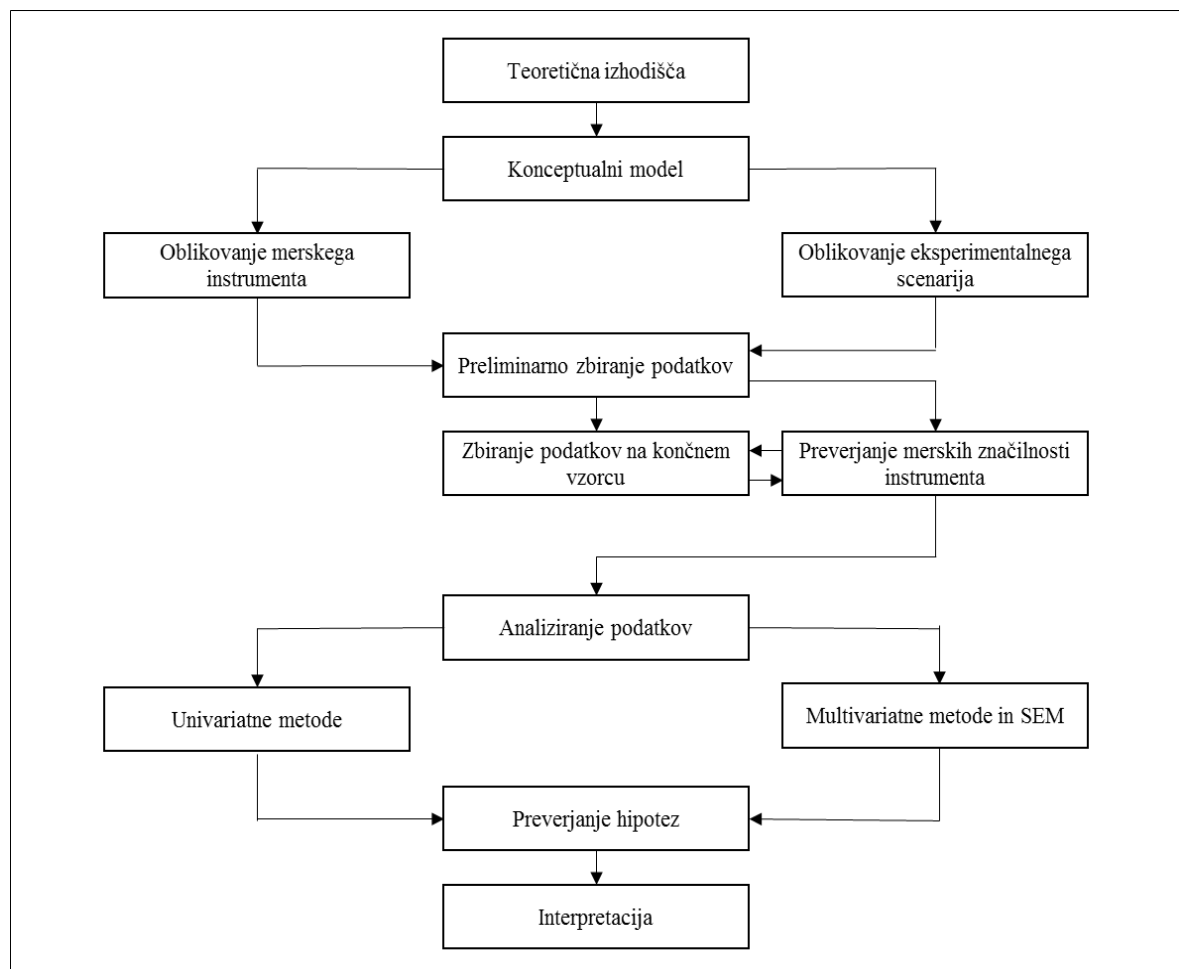 Teoretična izhodišča
Konceptualni model
Oblikovanje merskega
instrumenta
Oblikovanje eksperimentalnega
scenarija
Preliminarno zbiranje podatkov
Zbiranje podatkov na končnem
vzorcu
Preverjanje merskih značilnosti
instrumenta
Analiziranje podatkov
Univariatne metode
Multivariatne metode in SEM
Preverjanje hipotez
Interpretacija